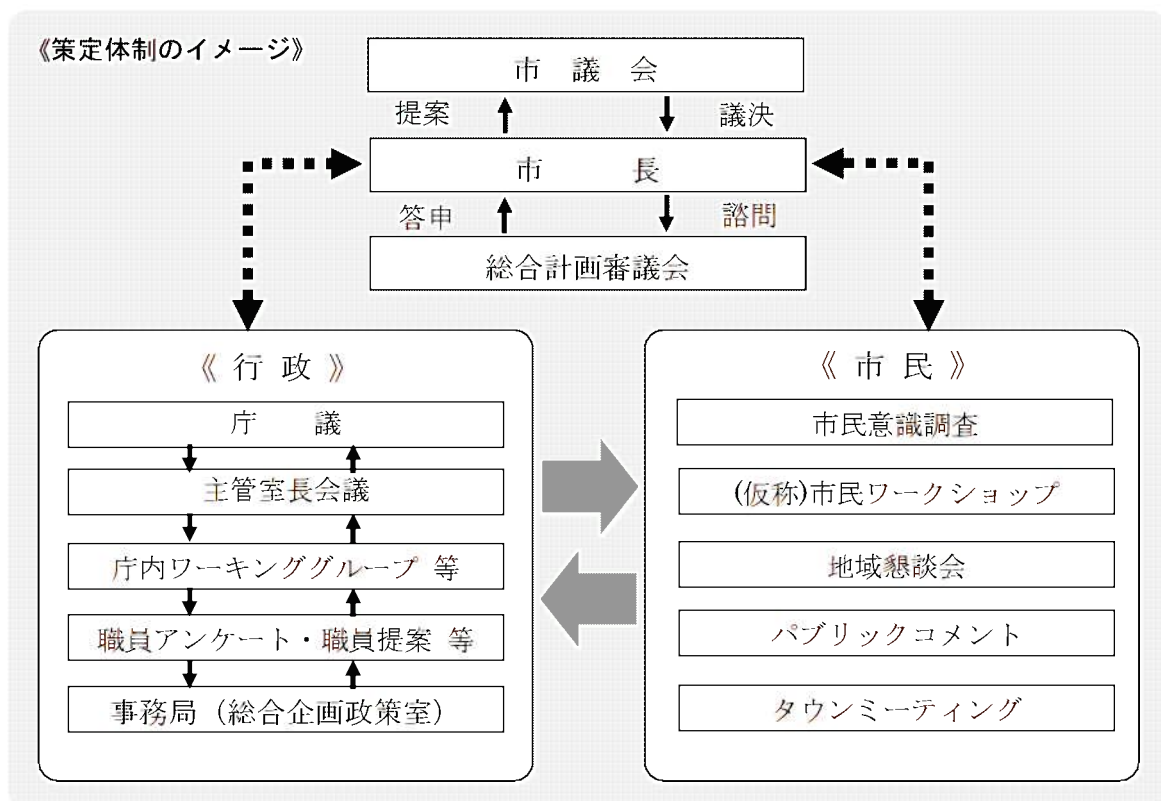 《策定体制のイメージ》
市 議 会
提案 議決
市 長
答申 諮問
総合計画審議会
《 行 政 》
庁 議
主管室長会議
庁内ワーキンググループ 等
職員アンケート・職員提案 等
事務局（総合企画政策室）
《 市 民 》
市民意識調査
(仮称)市民ワークショップ
地域懇談会
パブリックコメント
タウンミーティング